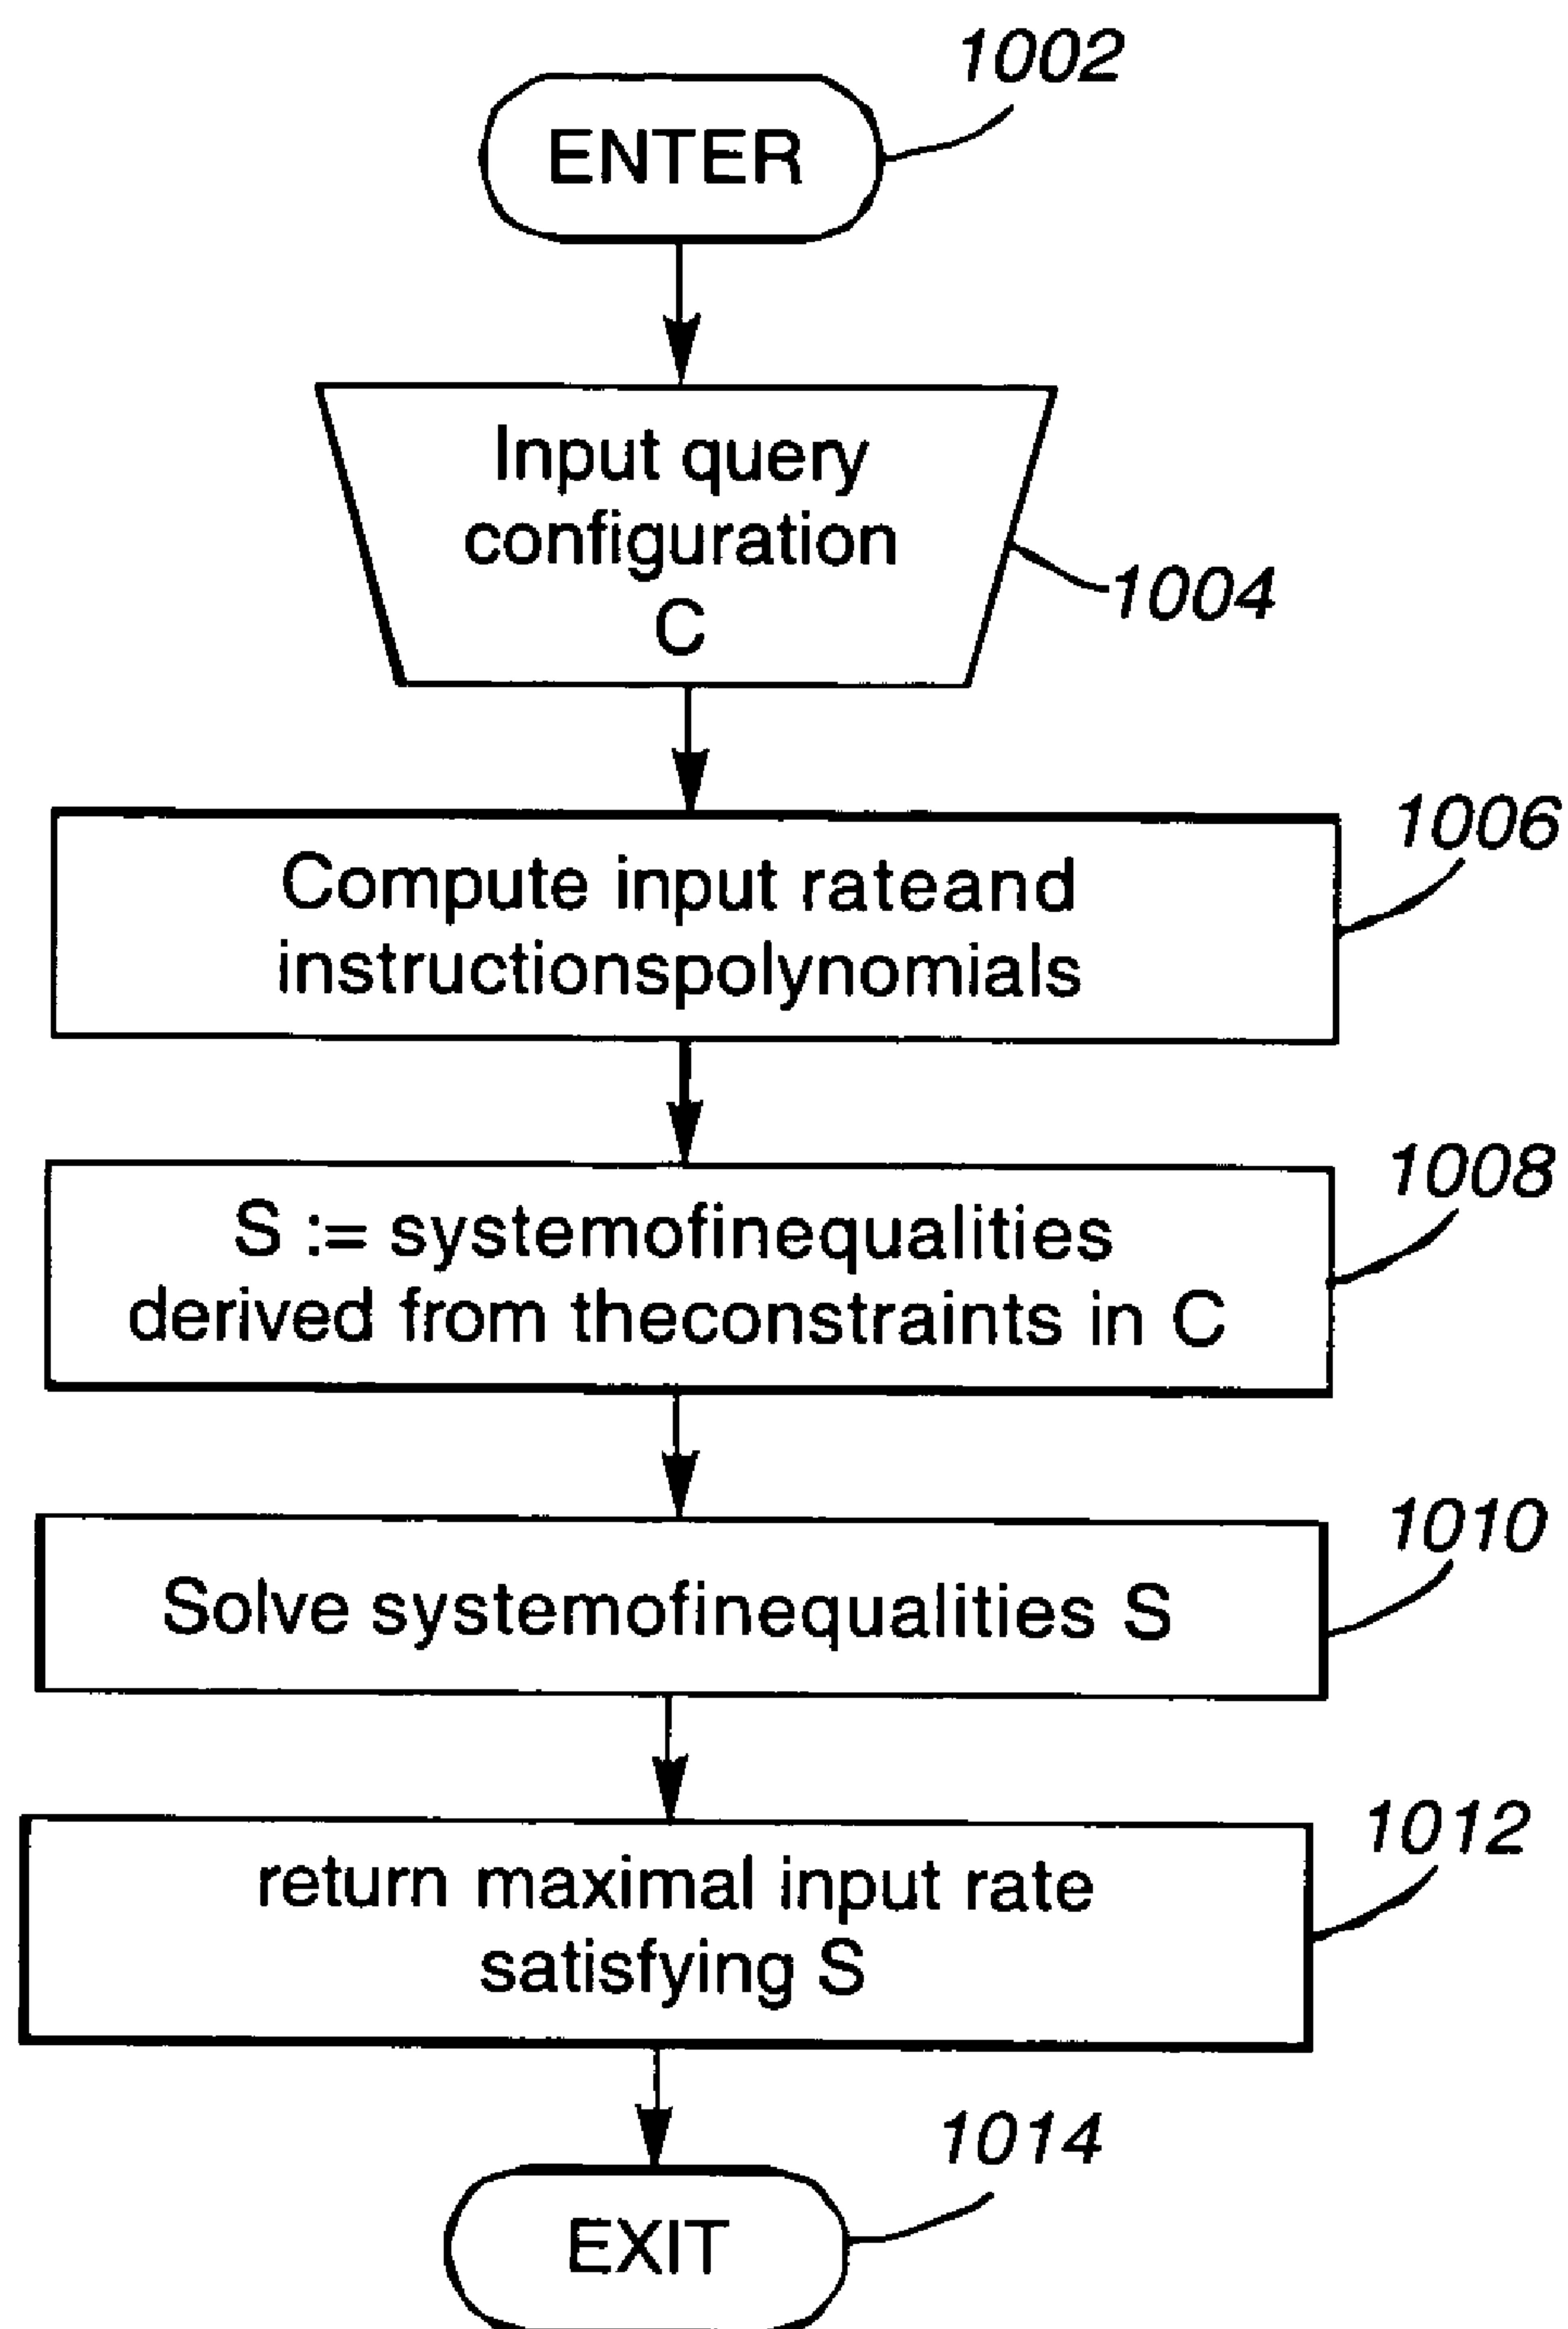 1002
ENTER
Input query
configuration
C
1004
1006
Compute input rateand
instructionspolynomials
1008
S := systemofinequalities
derived from theconstraints in C
1010
Solve systemofinequalities S
1012
return maximal input rate
satisfying S
1014
EXIT